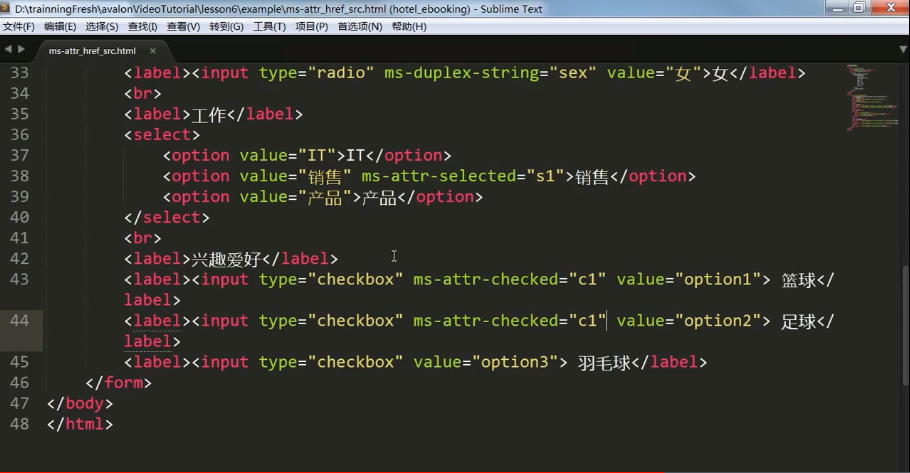 D:\trainningFresh\avalonVideoTutorial\lesson6\example\ms-attr_href_src.html (hotel_ebooking) - Sublime Text
文件(F) 编辑(E) 选择(S) 查找(I) 查看(V) 转到(G) 工具(T) 项目(P) 首选项(N) 帮助(H)
ms-attr_href_src.html ×
33 <label><input type="radio" ms-duplex-string="sex" value="女">女</label>
34 <br>
35 <label>工作</label>
36 <select>
37 <option value="IT">IT</option>
38 <option value="销售" ms-attr-selected="s1">销售</option>
39 <option value="产品">产品</option>
40 </select>
41 <br>
42 <label>兴趣爱好</label>
43 <label><input type="checkbox" ms-attr-checked="c1" value="option1"> 篮球</
label>
44 <label><input type="checkbox" ms-attr-checked="c1" value="option2"> 足球</
label>
45 <label><input type="checkbox" value="option3"> 羽毛球</label>
46 </form>
47 </body>
48 </html>